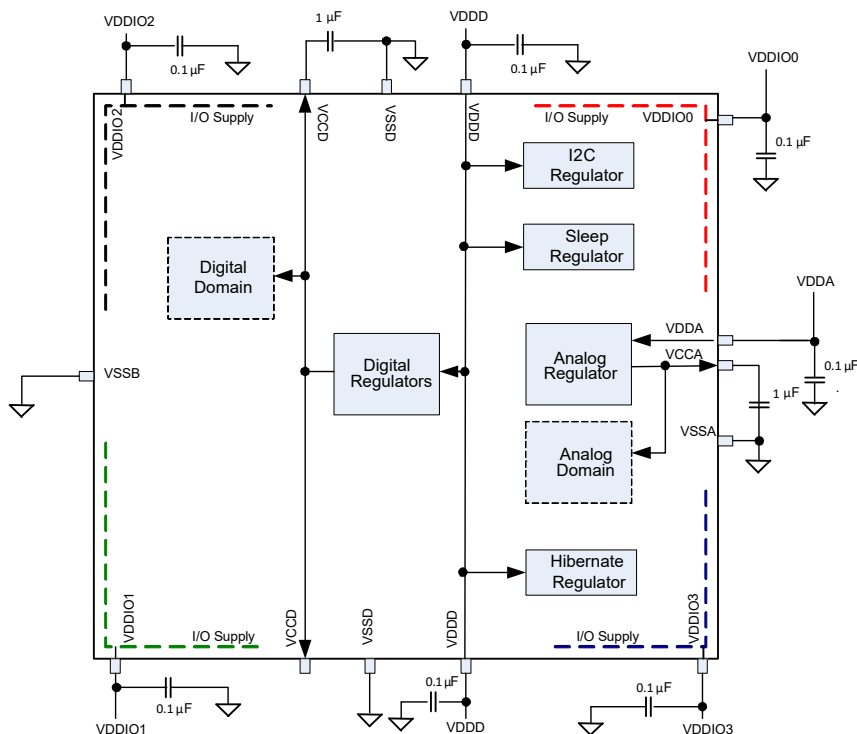 VDDIO2
1 µF
VDDD
0.1 µF
0.1 µF
VDDIO0
I/O Supply
I/O Supply
VDDIO0
VDDIO2
VCCD
VSSD
VDDD
0.1 µF
I2C
Regulator
Sleep
Regulator
Digital
Domain
VDDA
VDDA
VSSB
Digital
Regulators
Analog
Regulator
VCCA
0.1 µF
.
1 µF
VSSA
Analog
Domain
Hibernate
Regulator
VDDIO1
VCCD
VSSD
VDDD
VDDIO3
I/O Supply
I/O Supply
0.1 µF
0.1 µF
0.1 µF
VDDIO1
VDDD
VDDIO3